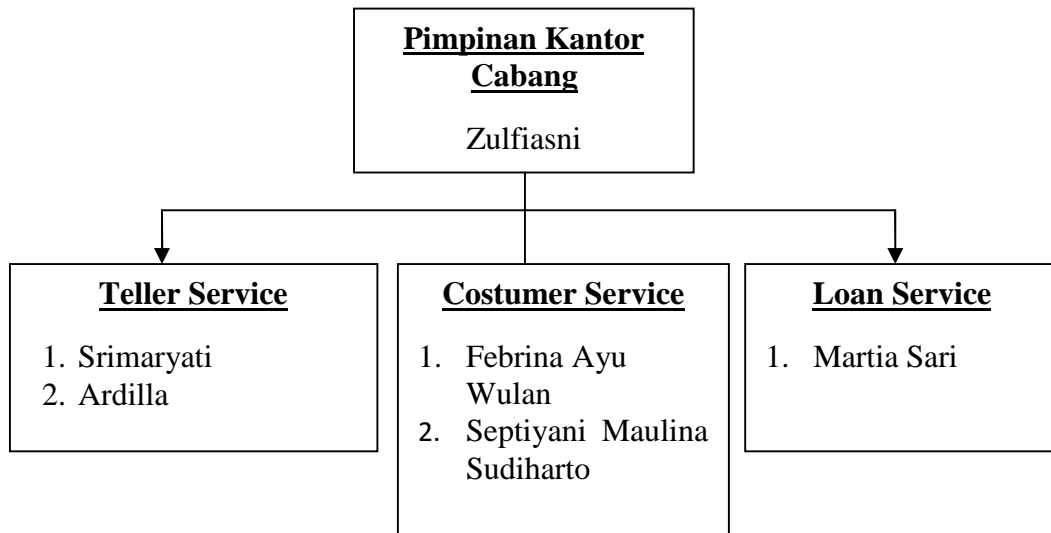 Pimpinan Kantor
Cabang
Zulfiasni
Teller Service
1. Srimaryati
2. Ardilla
Costumer Service
1. Febrina Ayu
Wulan
2. Septiyani Maulina
Sudiharto
Loan Service
1. Martia Sari